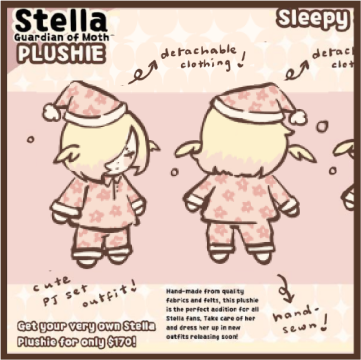 Stella
Guardian of Moth
PLUSHIE
Sleepy
detachable
clothing!
cute
PJ set
outfit!
Hand-made from quality
fabrics and felts, this plushie
is the perfect addition for all
Stella fans. Take care of her
and dress her up in new
outfits releasing soon!
hand-
sewn!
Get your very own Stella
Plushie for only $170!